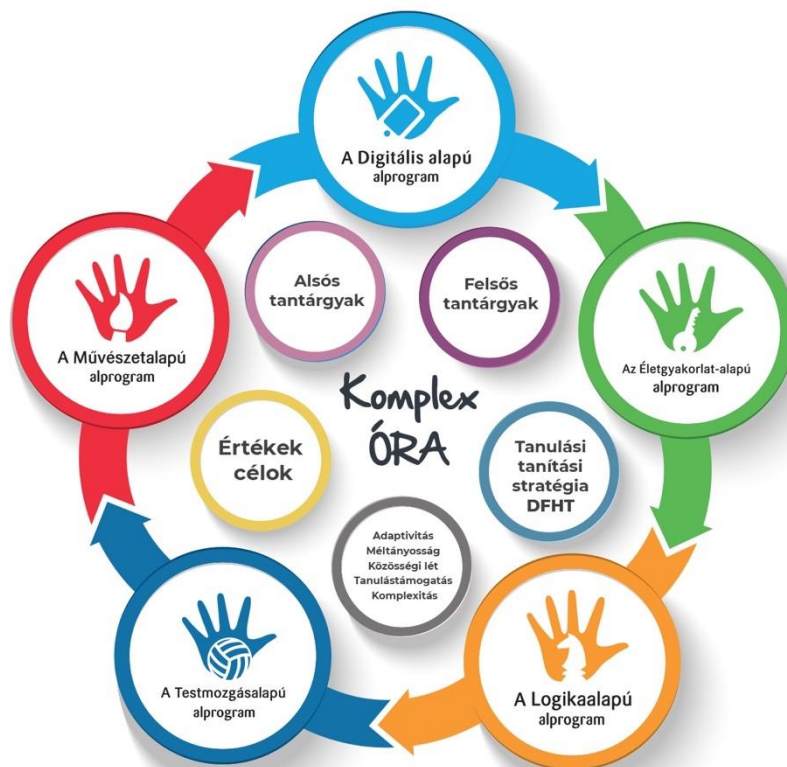 A Digitális alapú
alprogram
Alsós
tantárgyak
Felsős
tantárgyak
A Művészetalapú
alprogram
Az Életgyakorlat-alapú
alprogram
Komplex
ÓRA
Értékek
célok
Tanulási
tanítási
stratégia
DFHT
Adaptivitás
Méltányosság
Közösségi lét
Tanulástámogatás
Komplexitás
A Testmozgásalapú
alprogram
A Logikaalapú
alprogram